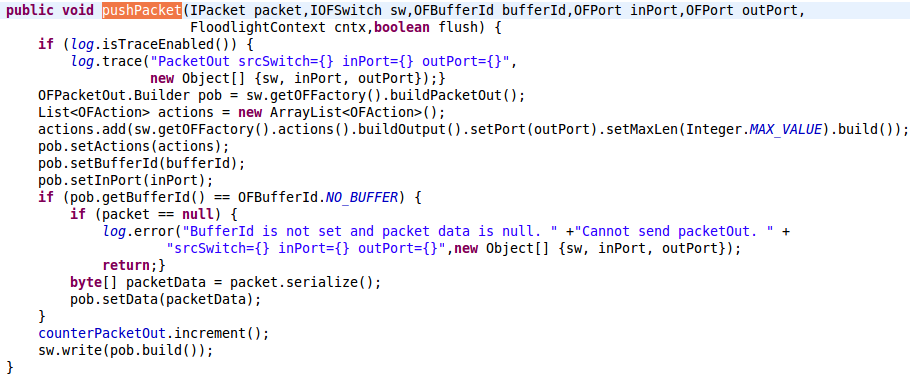 public void pushPacket(IPacket packet,IOFSwitch sw,OFBufferId bufferId,OFPort inPort,OFPort outPort,
                       FloodlightContext cntx,boolean flush) {
    if (log.isTraceEnabled()) {
        log.trace("PacketOut srcSwitch={} inPort={} outPort={}",
                  new Object[] {sw, inPort, outPort});}
    OFPacketOut.Builder pob = sw.getOFFactory().buildPacketOut();
    List<OFAction> actions = new ArrayList<OFAction>();
    actions.add(sw.getOFFactory().actions().buildOutput().setPort(outPort).setMaxLen(Integer.MAX_VALUE).build());
    pob.setActions(actions);
    pob.setBufferId(bufferId);
    pob.setInPort(inPort);
    if (pob.getBufferId() == OFBufferId.NO_BUFFER) {
        if (packet == null) {
            log.error("BufferId is not set and packet data is null. " +"Cannot send packetOut. " +
                    "srcSwitch={} inPort={} outPort={}",new Object[] {sw, inPort, outPort});
            return;}
        byte[] packetData = packet.serialize();
        pob.setData(packetData);
    }
    counterPacketOut.increment();
    sw.write(pob.build());
}